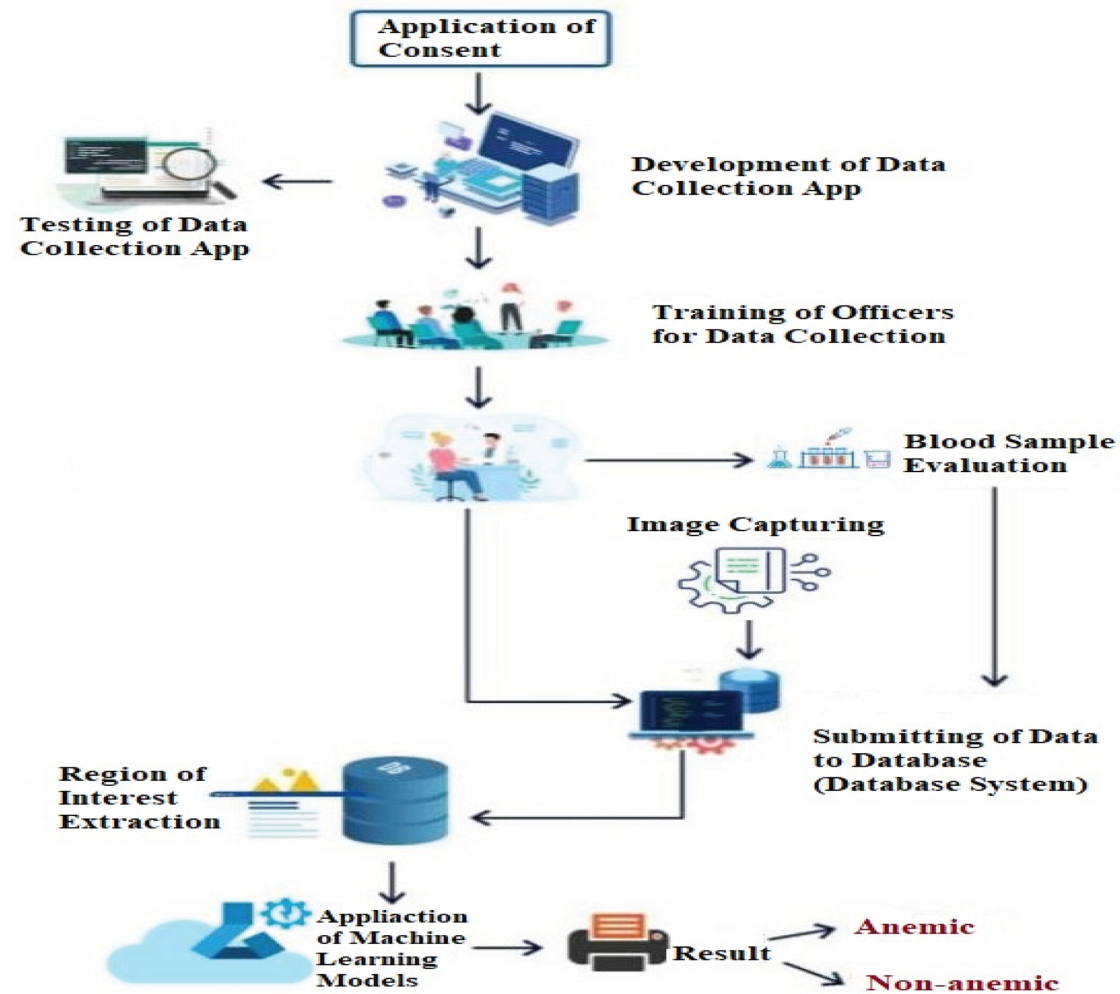 Application of
Consent
Development of Data
Collection App
Testing of Data
Collection App
Training of Officers
for Data Collection
Blood Sample
Evaluation
Image Capturing
Submitting of Data
to Database
(Database System)
Region of
Interest
Extraction
Appliaction
of Machine
Learning
Models
Result
Anemic
Non-anemic